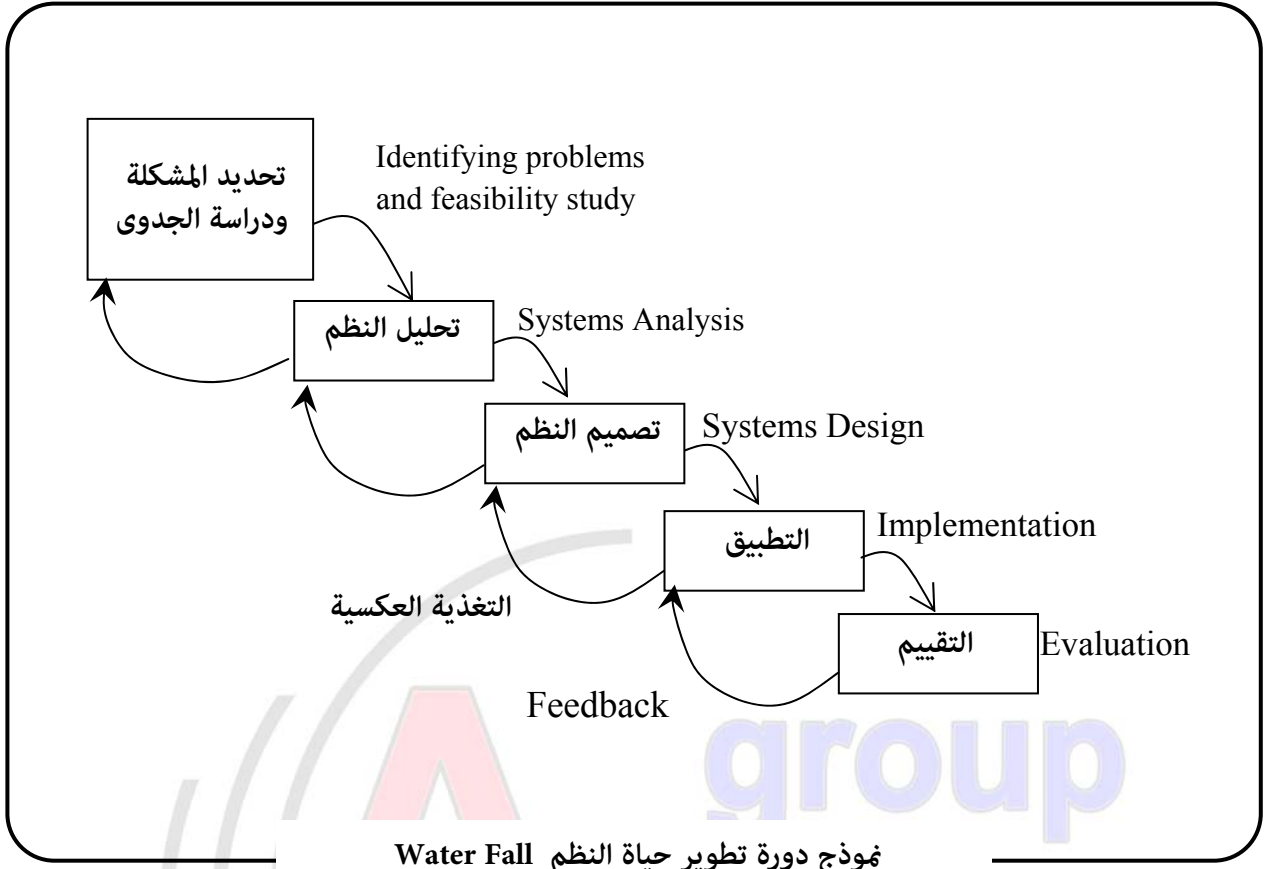 تحديد المشكلة
ودراسة الجدوى
Identifying problems
and feasibility study
تحليل النظم
Systems Analysis
تصميم النظم
Systems Design
التطبيق
Implementation
التغذية العكسية
التقييم
Evaluation
Feedback
group
نموذج دورة تطوير حياة النظم Water Fall